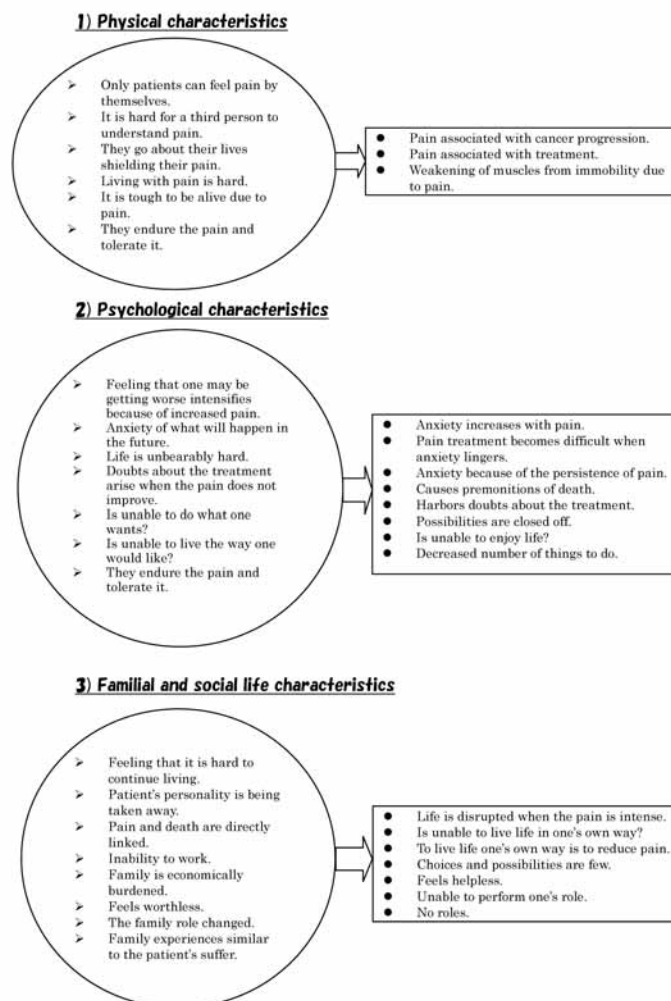 1) Physical characteristics
➢ Only patients can feel pain by
themselves.
➢ It is hard for a third person to
understand pain.
➢ They go about their lives
shielding their pain.
➢ Living with pain is hard.
➢ It is tough to be alive due to
pain.
➢ They endure the pain and
tolerate it.
● Pain associated with cancer progression.
● Pain associated with treatment.
● Weakening of muscles from immobility due
to pain.
2) Psychological characteristics
➢ Feeling that one may be
getting worse intensifies
because of increased pain.
➢ Anxiety of what will happen in
the future.
➢ Life is unbearably hard.
➢ Doubts about the treatment
arise when the pain does not
improve.
➢ Is unable to do what one
wants?
➢ Is unable to live the way one
would like?
➢ They endure the pain and
tolerate it.
● Anxiety increases with pain.
● Pain treatment becomes difficult when
anxiety lingers.
● Anxiety because of the persistence of pain.
● Causes premonitions of death.
● Harbors doubts about the treatment.
● Possibilities are closed off.
● Is unable to enjoy life?
● Decreased number of things to do.
3) Familial and social life characteristics
➢ Feeling that it is hard to
continue living.
➢ Patient's personality is being
taken away.
➢ Pain and death are directly
linked.
➢ Inability to work.
➢ Family is economically
burdened.
➢ Feels worthless.
➢ The family role changed.
➢ Family experiences similar
to the patient's suffer.
● Life is disrupted when the pain is intense.
● Is unable to live life in one's own way?
● To live life one's own way is to reduce pain.
● Choices and possibilities are few.
● Feels helpless.
● Unable to perform one's role.
● No roles.